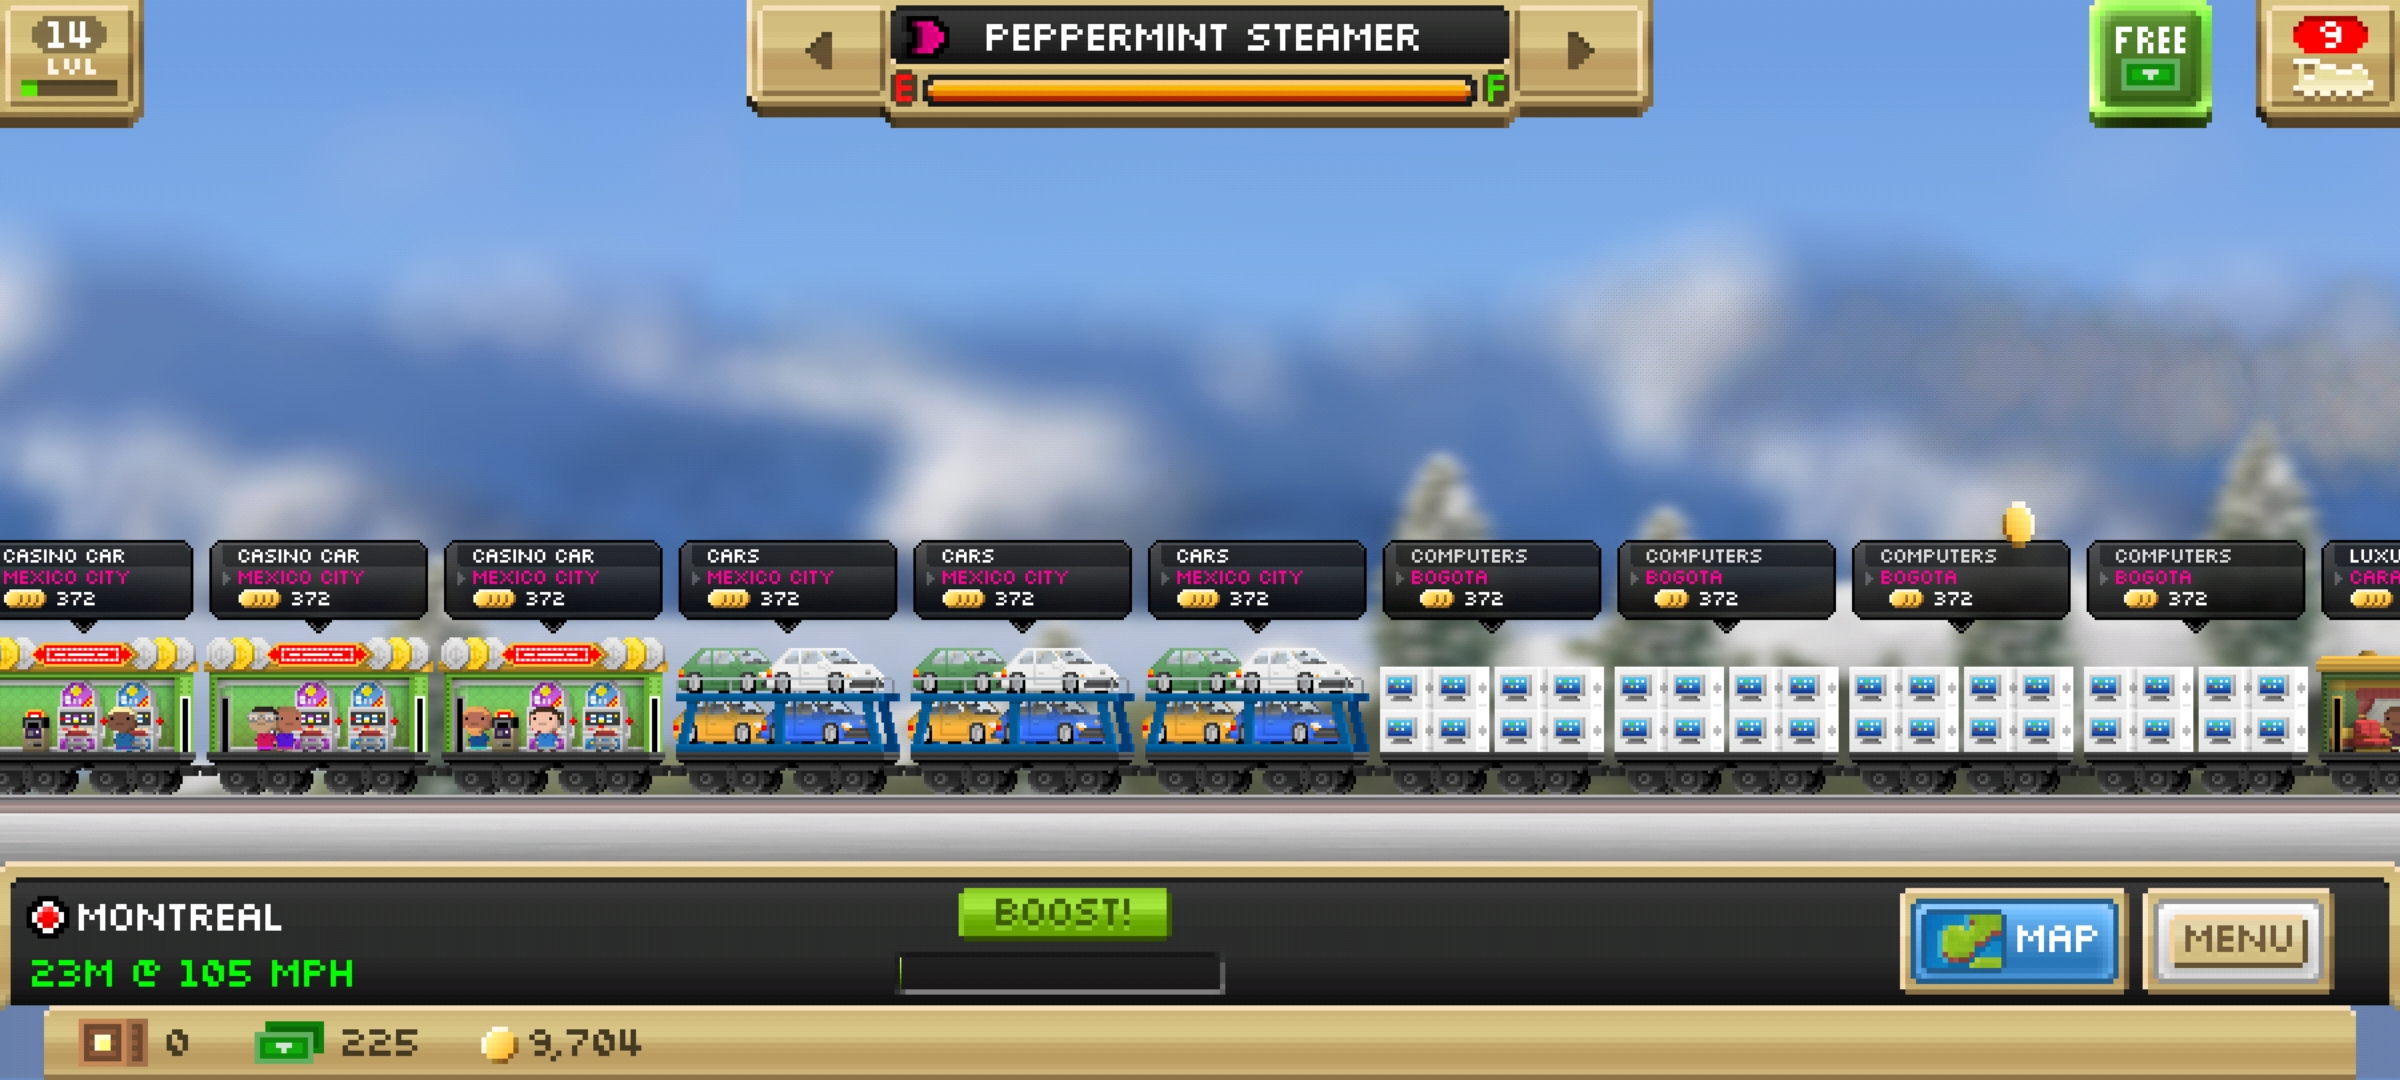 14
LVL
PEPPERMINT STEAMER
E
F
FREE
9
CASINO CAR
MEXICO CITY
372
CASINO CAR
MEXICO CITY
372
CASINO CAR
MEXICO CITY
372
CARS
MEXICO CITY
372
CARS
MEXICO CITY
372
CARS
MEXICO CITY
372
COMPUTERS
BOGOTA
372
COMPUTERS
BOGOTA
372
COMPUTERS
BOGOTA
372
COMPUTERS
BOGOTA
372
LUXU
CARA
MONTREAL
23M @ 105 MPH
BOOST!
MAP
MENU
0
225
9,704